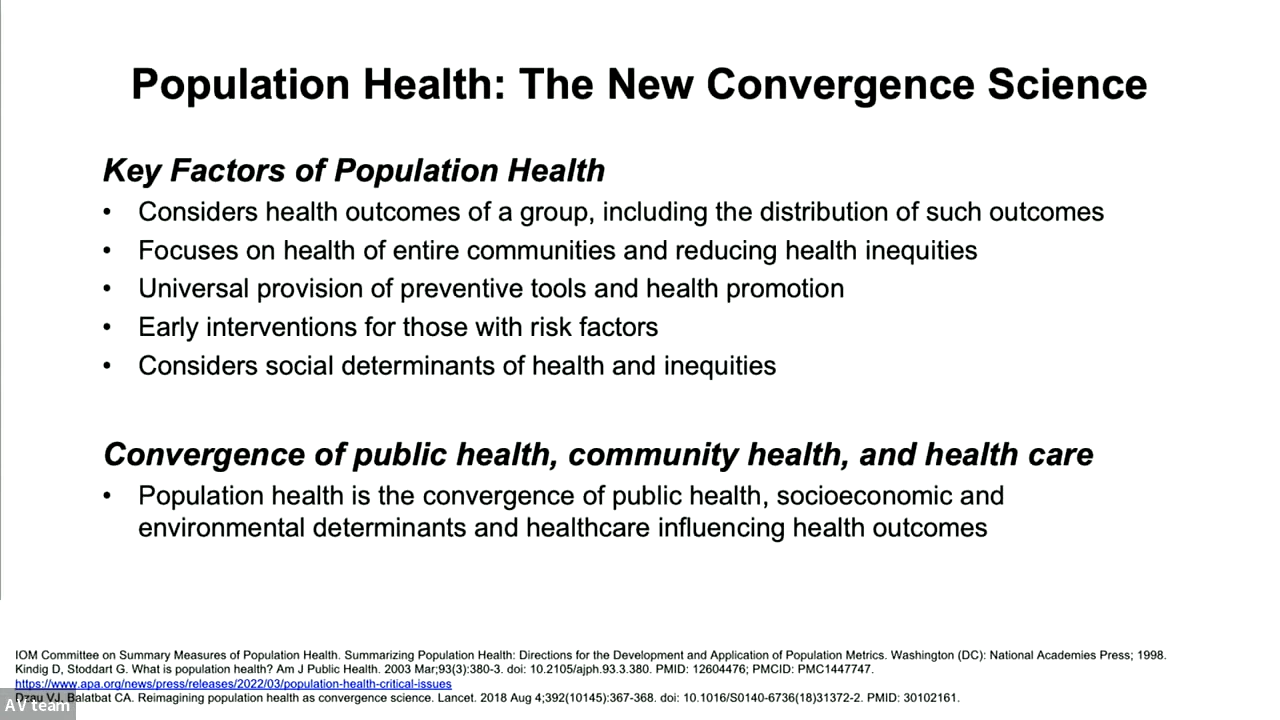 Population Health: The New Convergence Science
Key Factors of Population Health
• Considers health outcomes of a group, including the distribution of such outcomes
• Focuses on health of entire communities and reducing health inequities
• Universal provision of preventive tools and health promotion
• Early interventions for those with risk factors
• Considers social determinants of health and inequities
Convergence of public health, community health, and health care
• Population health is the convergence of public health, socioeconomic and
environmental determinants and healthcare influencing health outcomes
IOM Committee on Summary Measures of Population Health. Summarizing Population Health: Directions for the Development and Application of Population Metrics. Washington (DC): National Academies Press; 1998.
Kindig D, Stoddart G. What is population health? Am J Public Health. 2003 Mar;93(3):380-3. doi: 10.2105/ajph.93.3.380. PMID: 12604476; PMCID: PMC1447747.
https://www.apa.org/news/press/releases/2022/03/population-health-critical-issues
Dzau VJ, Balatbat CA. Reimagining population health as convergence science. Lancet. 2018 Aug 4;392(10145):367-368. doi: 10.1016/S0140-6736(18)31372-2. PMID: 30102161.
AV team